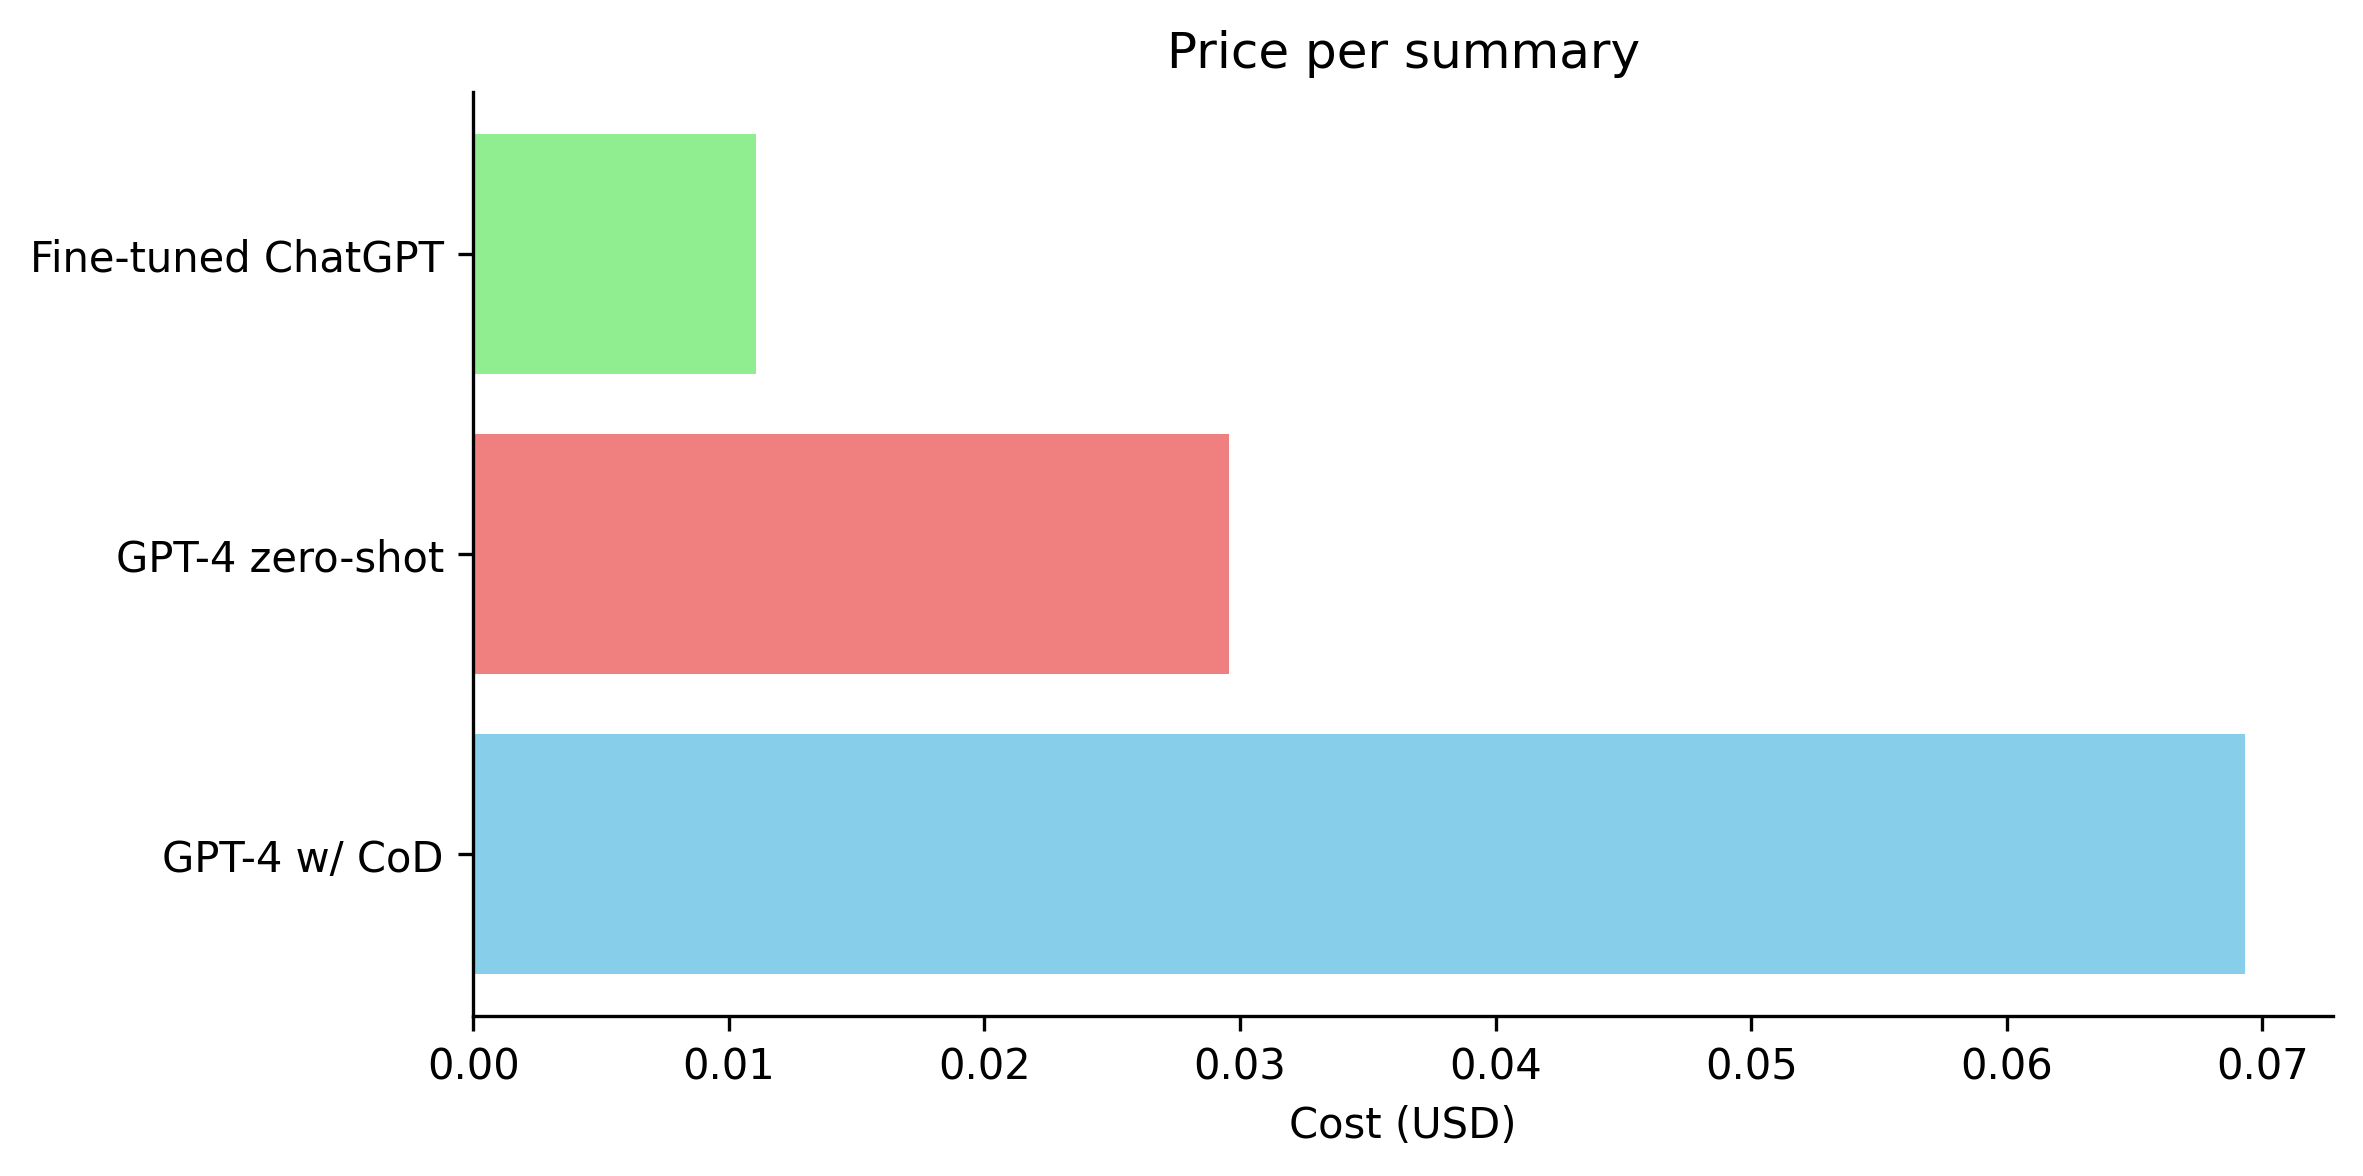 Price per summary
Fine-tuned ChatGPT
GPT-4 zero-shot
GPT-4 w/ CoD
0.00 0.01 0.02 0.03 0.04 0.05 0.06 0.07
Cost (USD)